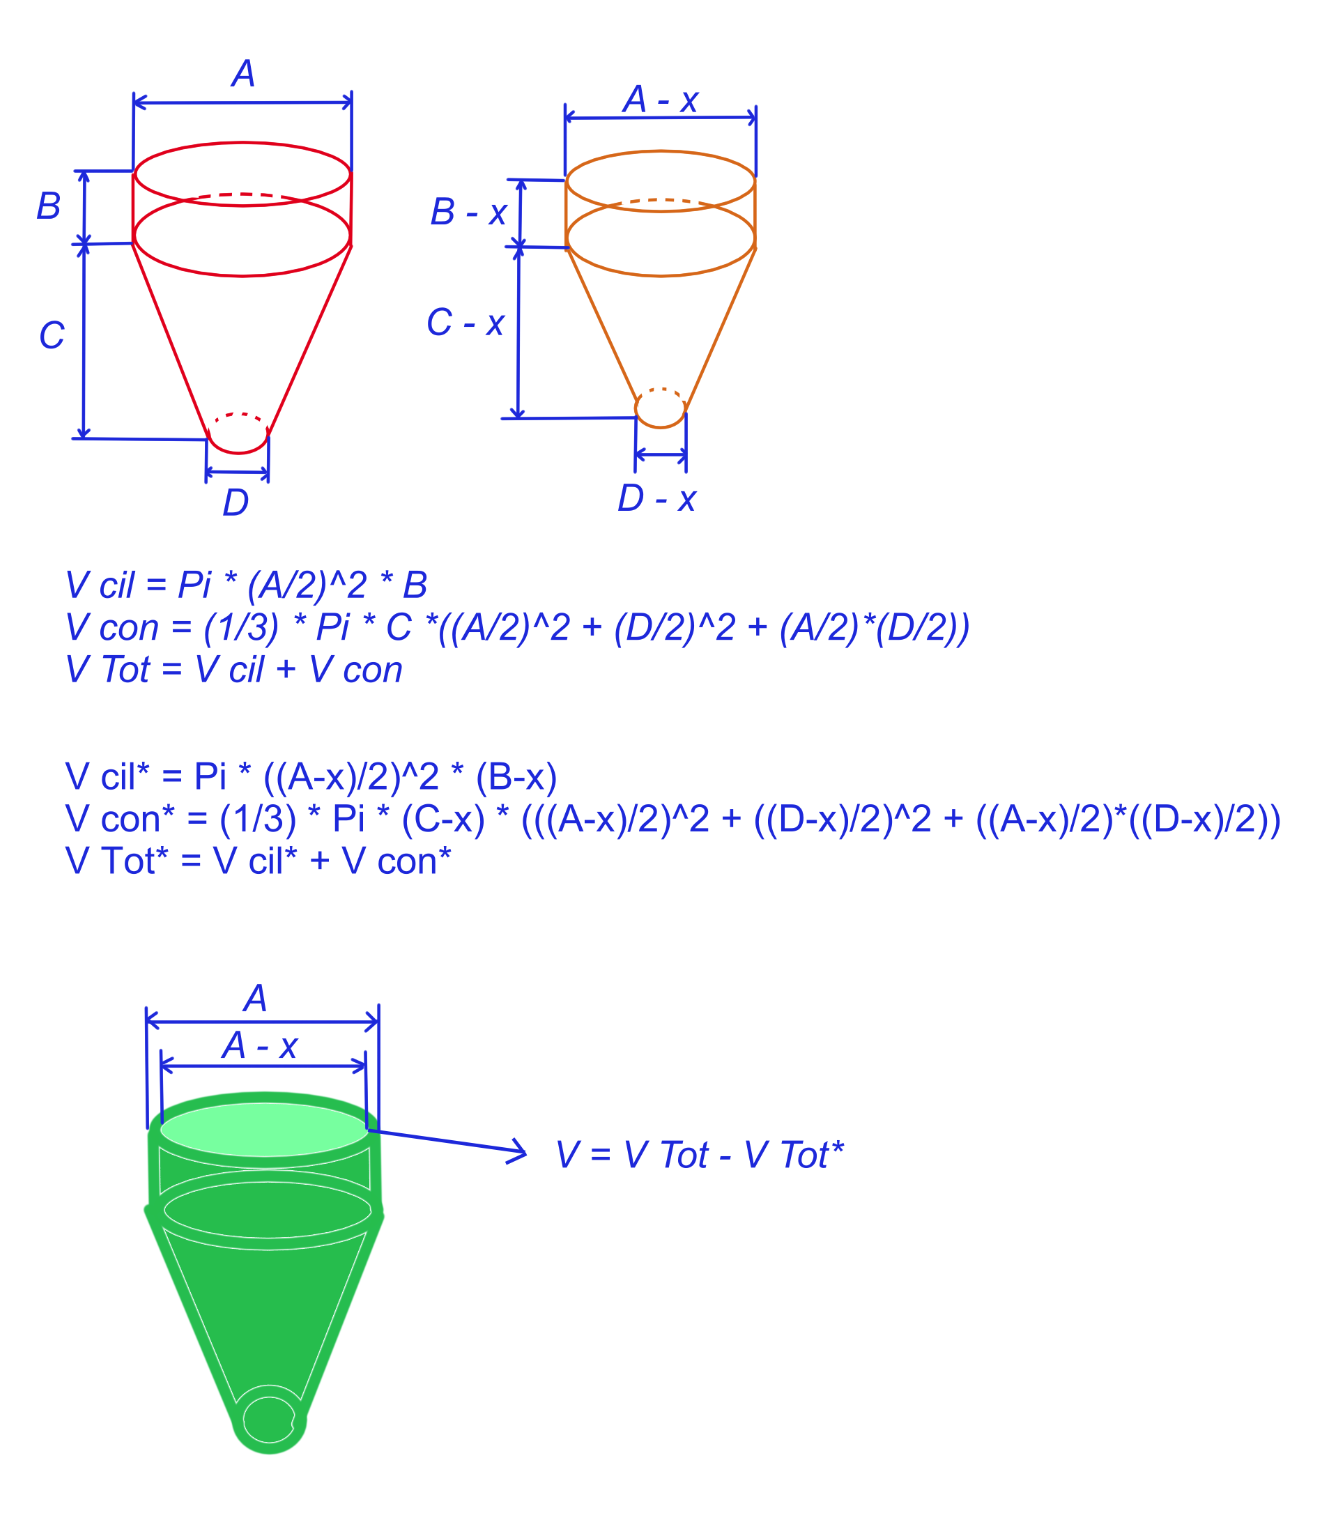 A
A - x
B
B - x
C
C - x
D
D - x
V cil = Pi * (A/2)^2 * B
V con = (1/3) * Pi * C *((A/2)^2 + (D/2)^2 + (A/2)*(D/2))
V Tot = V cil + V con
V cil* = Pi * ((A-x)/2)^2 * (B-x)
V con* = (1/3) * Pi * (C-x) * (((A-x)/2)^2 + ((D-x)/2)^2 + ((A-x)/2)*((D-x)/2))
V Tot* = V cil* + V con*
A
A - x
V = V Tot - V Tot*